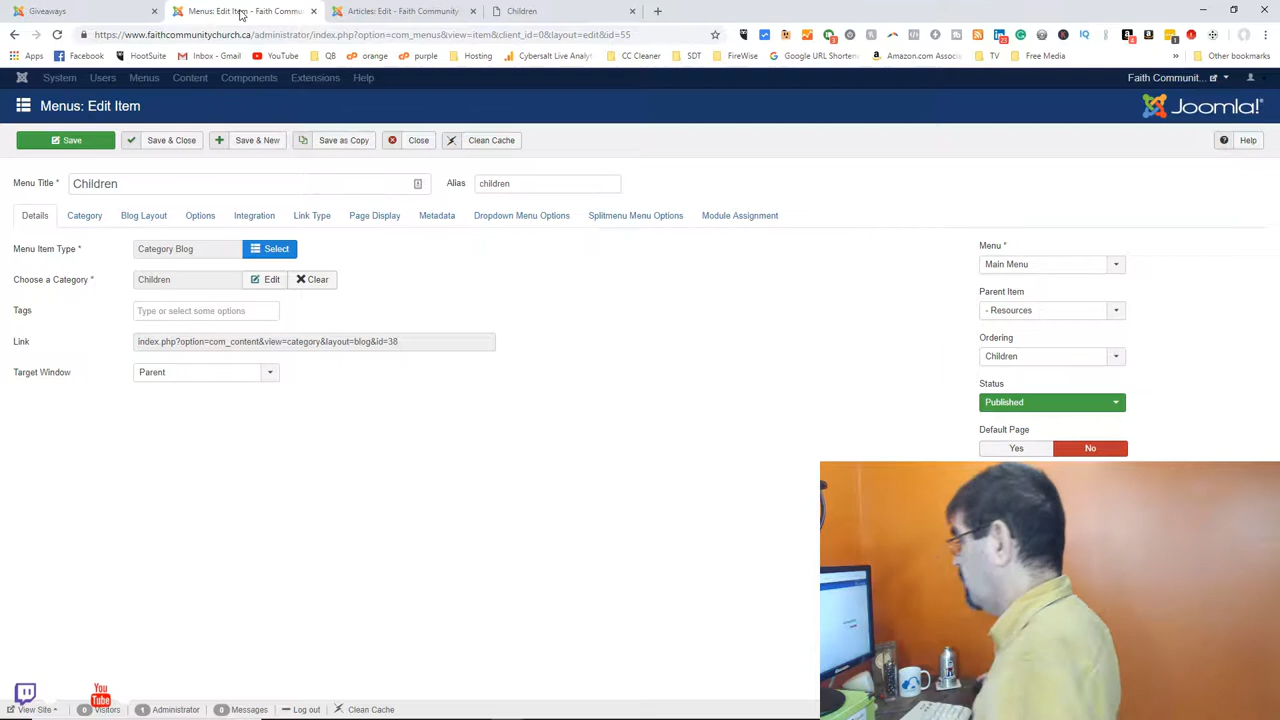 Giveaways
Menus: Edit Item - Faith Commu
Articles: Edit - Faith Community
Children
https://www.faithcommunitychurch.ca/administrator/index.php?option=com_menus&view=item&client_id=0&layout=edit&id=55
Apps Facebook HootSuite Inbox - Gmail YouTube QB orange purple Hosting Cybersalt Live Analyt CC Cleaner SDT FireWise Google URL Shortene Amazon.com Associ TV Free Media » Other bookmarks
System Users Menus Content Components Extensions Help Faith Communit...
Menus: Edit Item
Joomla!
Save Save & Close Save & New Save as Copy Close Clean Cache Help
Menu Title * Children Alias children
Details Category Blog Layout Options Integration Link Type Page Display Metadata Dropdown Menu Options Splitmenu Menu Options Module Assignment
Menu Item Type * Category Blog Select
Choose a Category * Children Edit Clear
Tags Type or select some options
Link index.php?option=com_content&view=category&layout=blog&id=38
Target Window Parent
Menu *
Main Menu
Parent Item
- Resources
Ordering
Children
Status
Published
Default Page
Yes No
You
Tube
View Site 0 Visitors 1 Administrator 0 Messages Log out Clean Cache